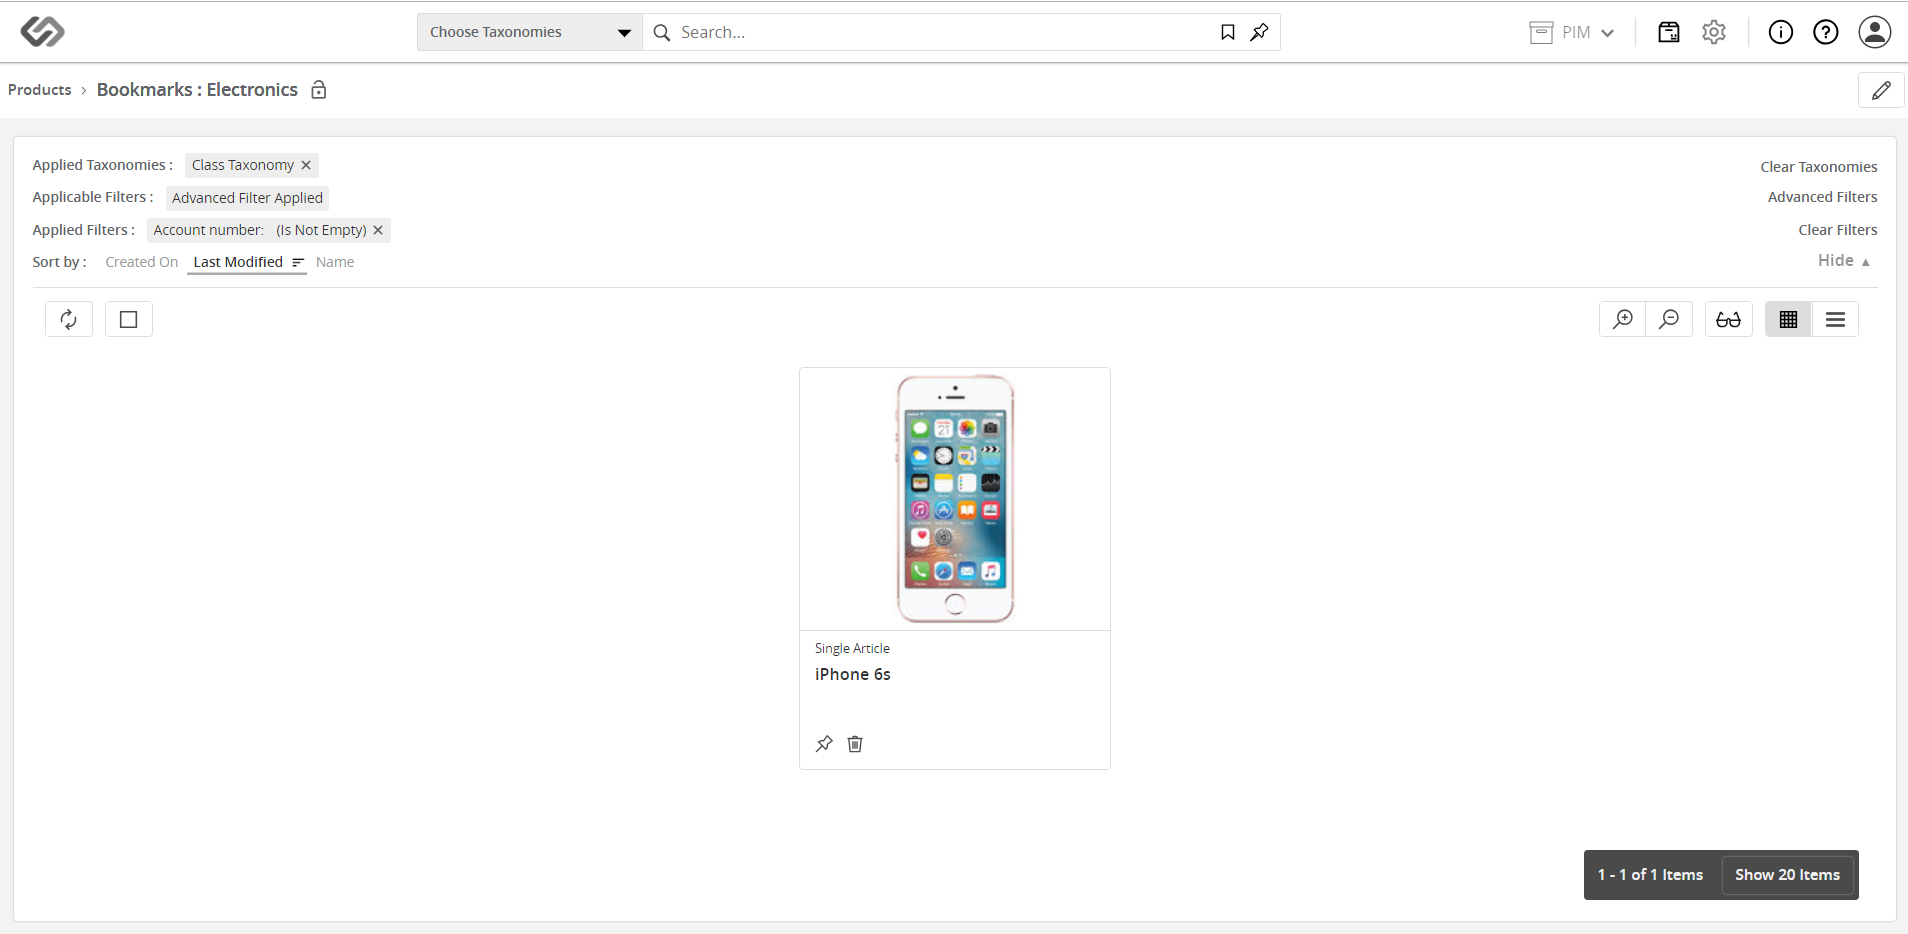 Choose Taxonomies
Search...
PIM
Products › Bookmarks : Electronics
Applied Taxonomies : Class Taxonomy ✕
Clear Taxonomies
Applicable Filters : Advanced Filter Applied
Advanced Filters
Applied Filters : Account number: (Is Not Empty) ✕
Clear Filters
Sort by : Created On Last Modified Name
Hide ▲
21
Single Article
iPhone 6s
1 - 1 of 1 Items
Show 20 Items